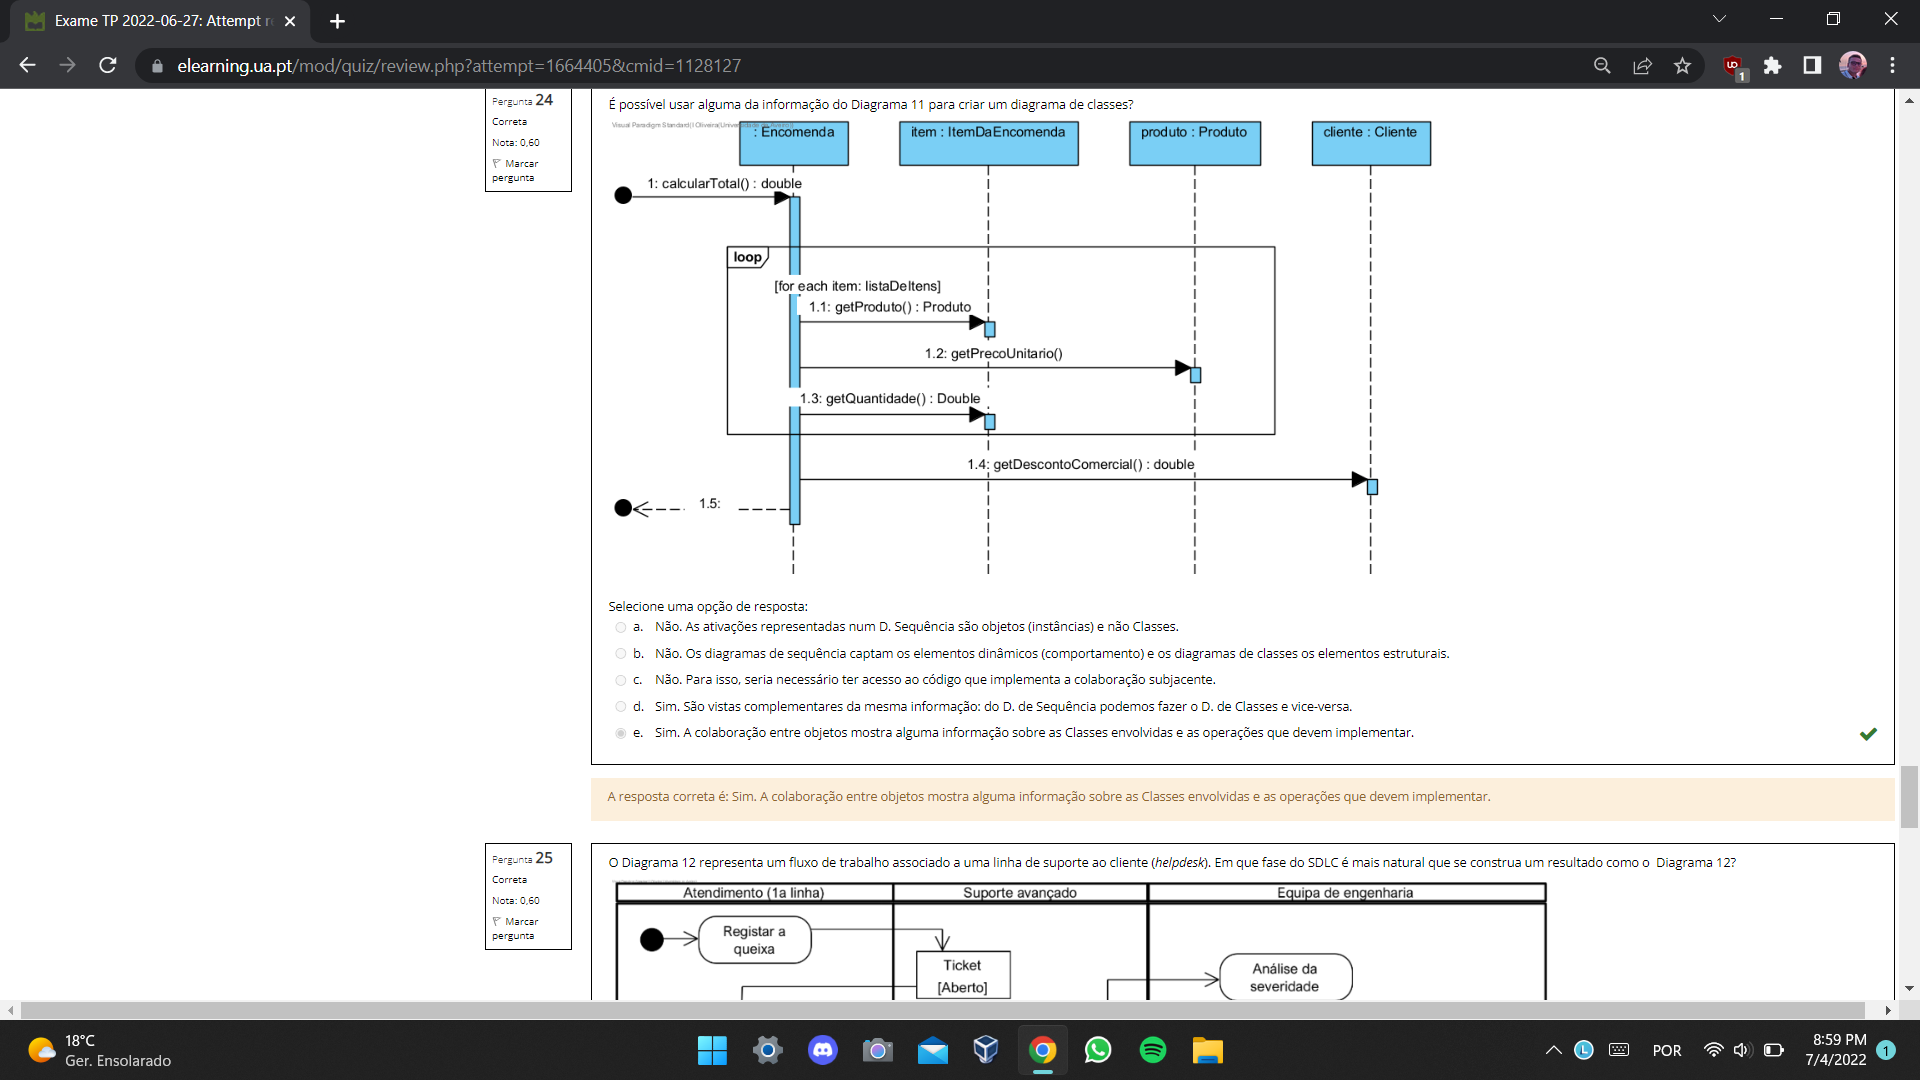 Exame TP 2022-06-27: Attempt r
elearning.ua.pt/mod/quiz/review.php?attempt=1664405&cmid=1128127
1
Pergunta 24
Correta
Nota: 0,60
Marcar
pergunta
É possível usar alguma da informação do Diagrama 11 para criar um diagrama de classes?
: Encomenda
item : ItemDaEncomenda
produto : Produto
cliente : Cliente
1: calcularTotal() : double
loop
[for each item: listaDeItens]
1.1: getProduto() : Produto
1.2: getPrecoUnitario()
1.3: getQuantidade() : Double
1.4: getDescontoComercial() : double
1.5:
Selecione uma opção de resposta:
a. Não. As ativações representadas num D. Sequência são objetos (instâncias) e não Classes.
b. Não. Os diagramas de sequência captam os elementos dinâmicos (comportamento) e os diagramas de classes os elementos estruturais.
c. Não. Para isso, seria necessário ter acesso ao código que implementa a colaboração subjacente.
d. Sim. São vistas complementares da mesma informação: do D. de Sequência podemos fazer o D. de Classes e vice-versa.
e. Sim. A colaboração entre objetos mostra alguma informação sobre as Classes envolvidas e as operações que devem implementar.
A resposta correta é: Sim. A colaboração entre objetos mostra alguma informação sobre as Classes envolvidas e as operações que devem implementar.
Pergunta 25
Correta
Nota: 0,60
Marcar
pergunta
O Diagrama 12 representa um fluxo de trabalho associado a uma linha de suporte ao cliente (helpdesk). Em que fase do SDLC é mais natural que se construa um resultado como o Diagrama 12?
Atendimento (1a linha)
Suporte avançado
Equipa de engenharia
Registar a
queixa
Ticket
[Aberto]
Análise da
severidade
18°C
Ger. Ensolarado
POR
8:59 PM
7/4/2022
1